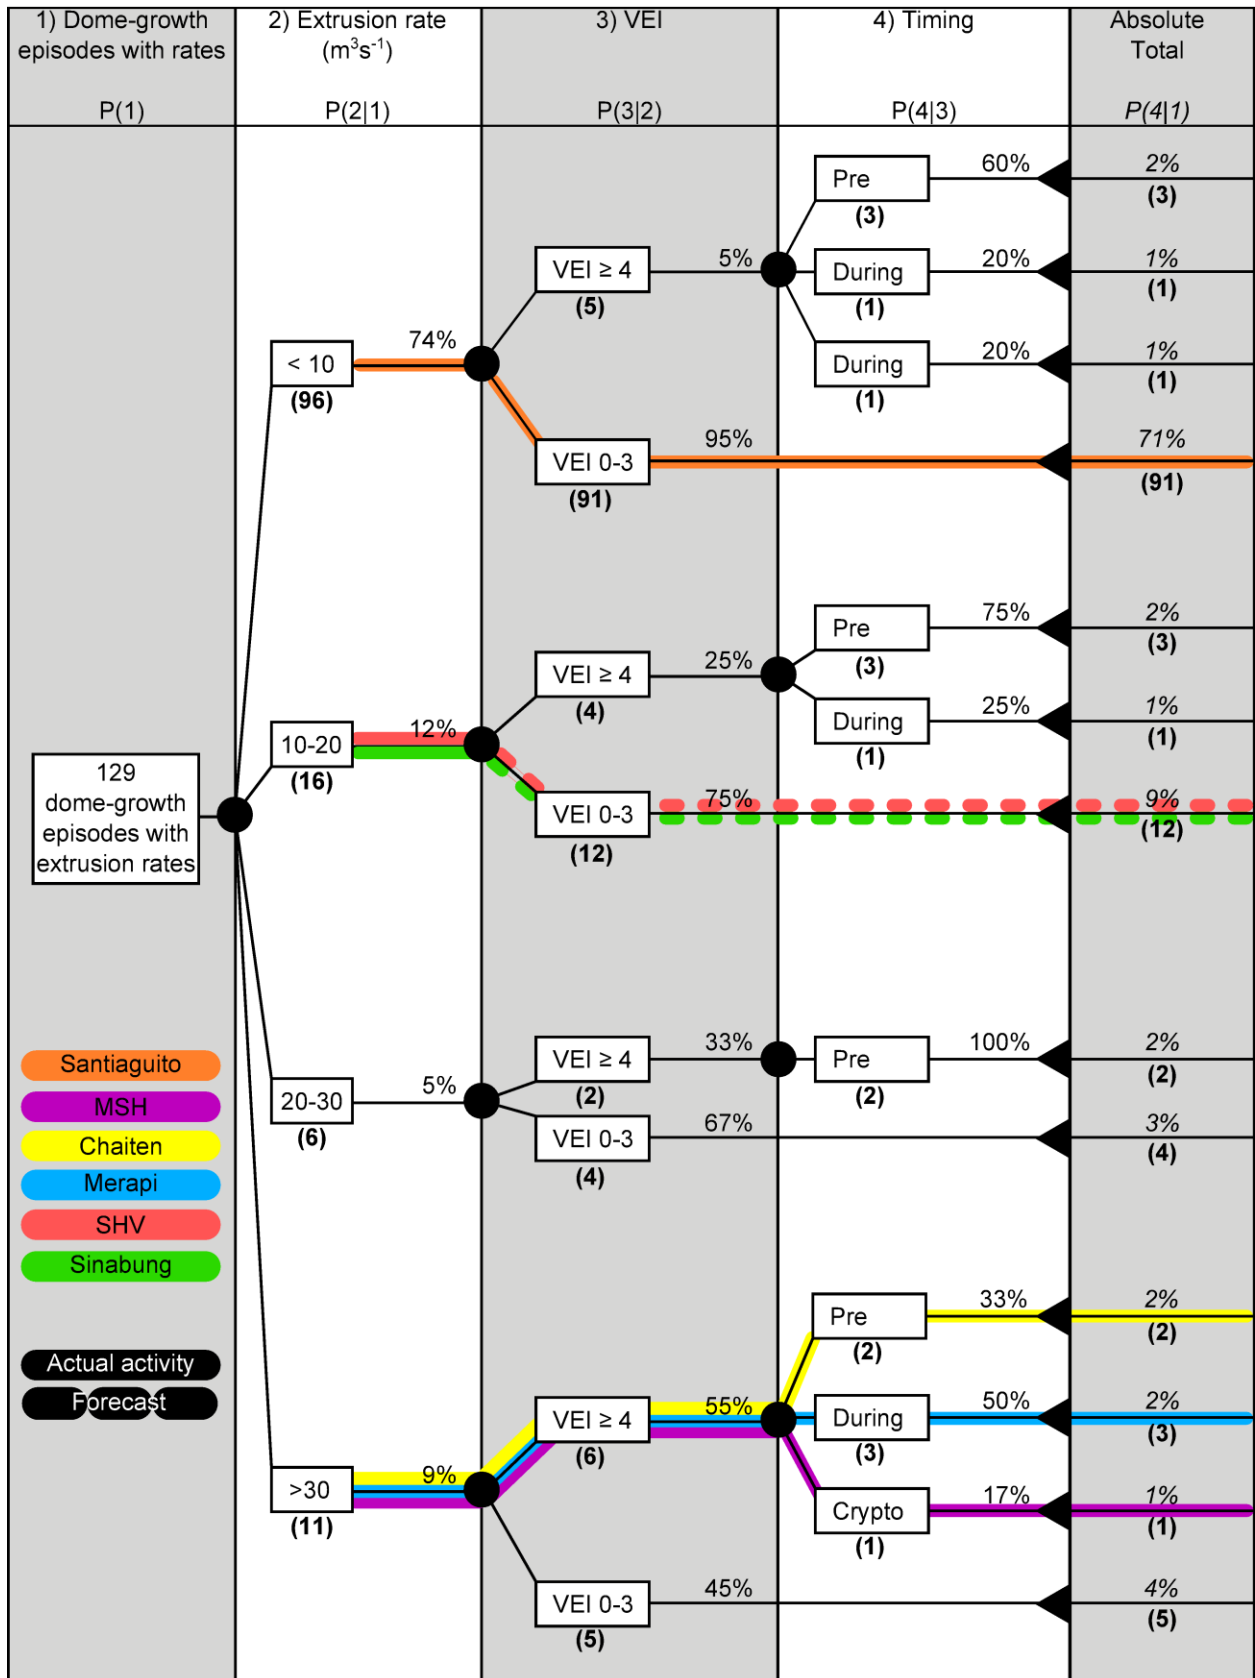 1) Dome-growth
episodes with rates
P(1)
2) Extrusion rate
(m³s⁻¹)
P(2|1)
3) VEI
P(3|2)
4) Timing
P(4|3)
Absolute
Total
P(4|1)
129
dome-growth
episodes with
extrusion rates
< 10
(96)
74%
VEI ≥ 4
(5)
5%
Pre
(3)
60%
2%
(3)
During
(1)
20%
1%
(1)
During
(1)
20%
1%
(1)
VEI 0-3
(91)
95%
71%
(91)
10-20
(16)
12%
VEI ≥ 4
(4)
25%
Pre
(3)
75%
2%
(3)
During
(1)
25%
1%
(1)
VEI 0-3
(12)
75%
9%
(12)
20-30
(6)
5%
VEI ≥ 4
(2)
33%
Pre
(2)
100%
2%
(2)
VEI 0-3
(4)
67%
3%
(4)
>30
(11)
9%
VEI ≥ 4
(6)
55%
Pre
(2)
33%
2%
(2)
During
(3)
50%
2%
(3)
Crypto
(1)
17%
1%
(1)
VEI 0-3
(5)
45%
4%
(5)
Santiaguito
MSH
Chaiten
Merapi
SHV
Sinabung
Actual activity
Forecast